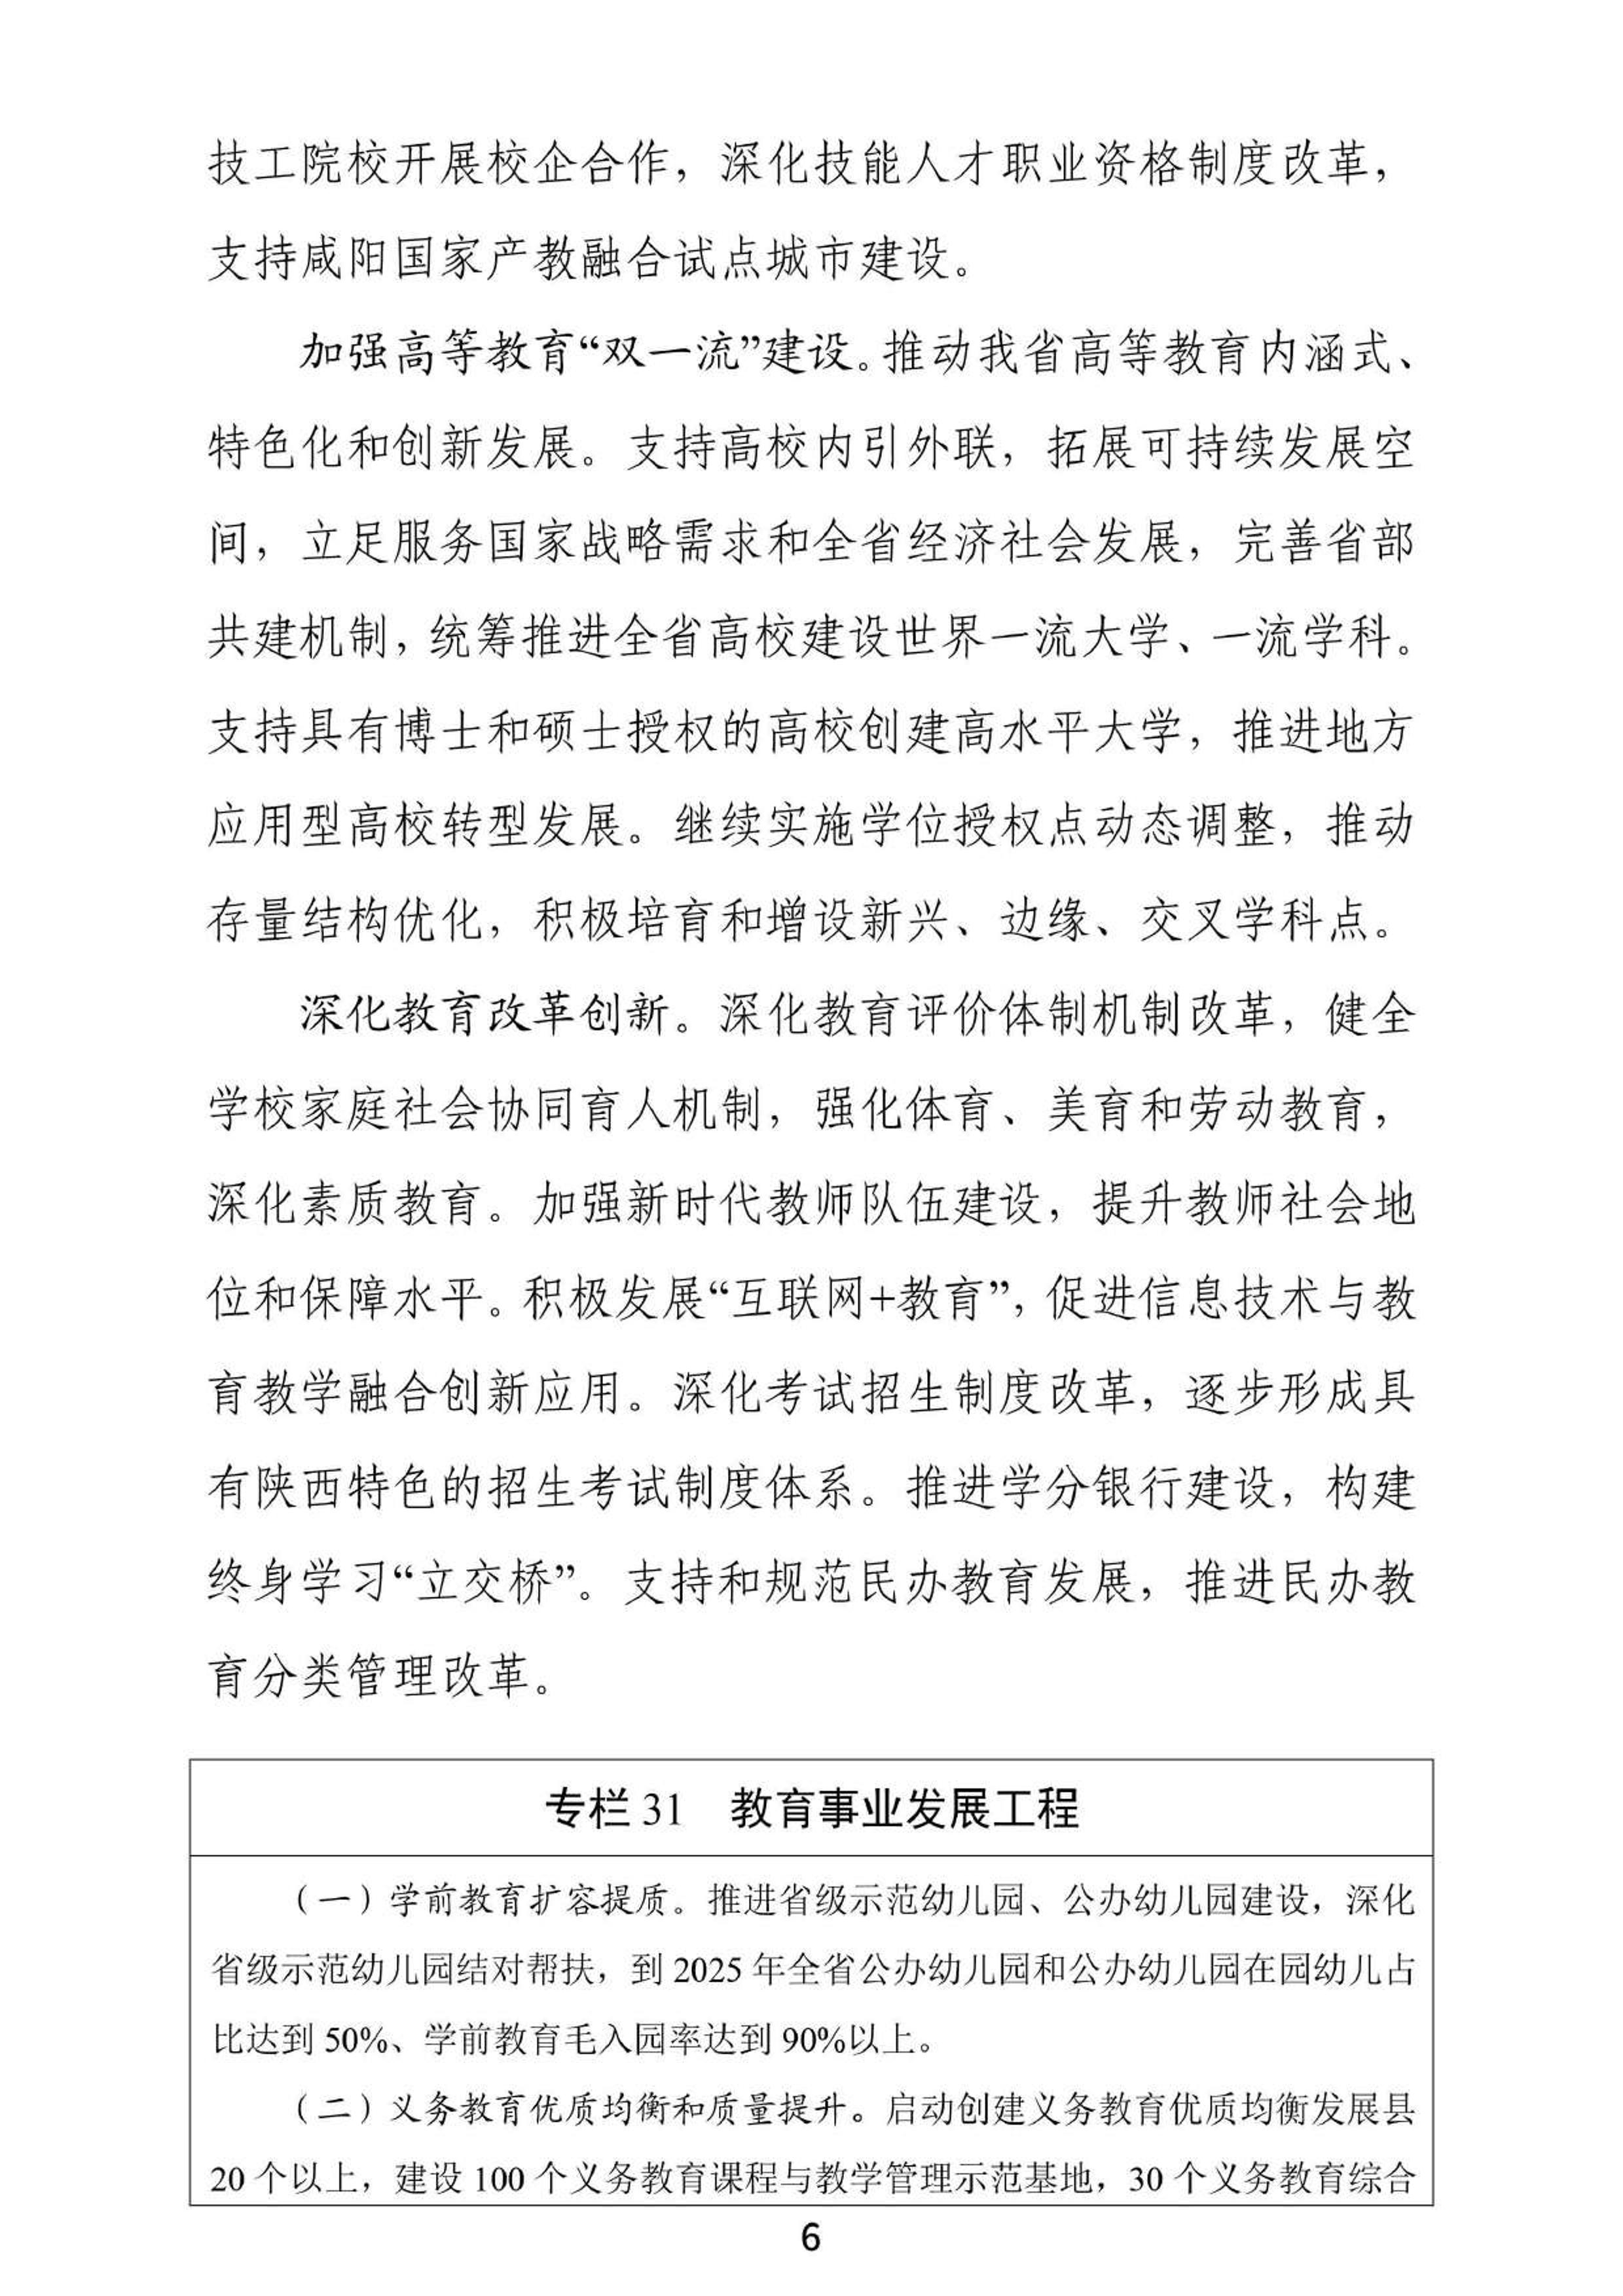 技工院校开展校企合作，深化技能人才职业资格制度改革，
支持咸阳国家产教融合试点城市建设。
加强高等教育“双一流”建设。推动我省高等教育内涵式、
特色化和创新发展。支持高校内引外联，拓展可持续发展空
间，立足服务国家战略需求和全省经济社会发展，完善省部
共建机制，统筹推进全省高校建设世界一流大学、一流学科。
支持具有博士和硕士授权的高校创建高水平大学，推进地方
应用型高校转型发展。继续实施学位授权点动态调整，推动
存量结构优化，积极培育和增设新兴、边缘、交叉学科点。
深化教育改革创新。深化教育评价体制机制改革，健全
学校家庭社会协同育人机制，强化体育、美育和劳动教育，
深化素质教育。加强新时代教师队伍建设，提升教师社会地
位和保障水平。积极发展“互联网+教育”，促进信息技术与教
育教学融合创新应用。深化考试招生制度改革，逐步形成具
有陕西特色的招生考试制度体系。推进学分银行建设，构建
终身学习“立交桥”。支持和规范民办教育发展，推进民办教
育分类管理改革。
专栏 31　教育事业发展工程
（一）学前教育扩容提质。推进省级示范幼儿园、公办幼儿园建设，深化
省级示范幼儿园结对帮扶，到 2025 年全省公办幼儿园和公办幼儿园在园幼儿占
比达到 50%、学前教育毛入园率达到 90%以上。
（二）义务教育优质均衡和质量提升。启动创建义务教育优质均衡发展县
20 个以上，建设 100 个义务教育课程与教学管理示范基地，30 个义务教育综合
6